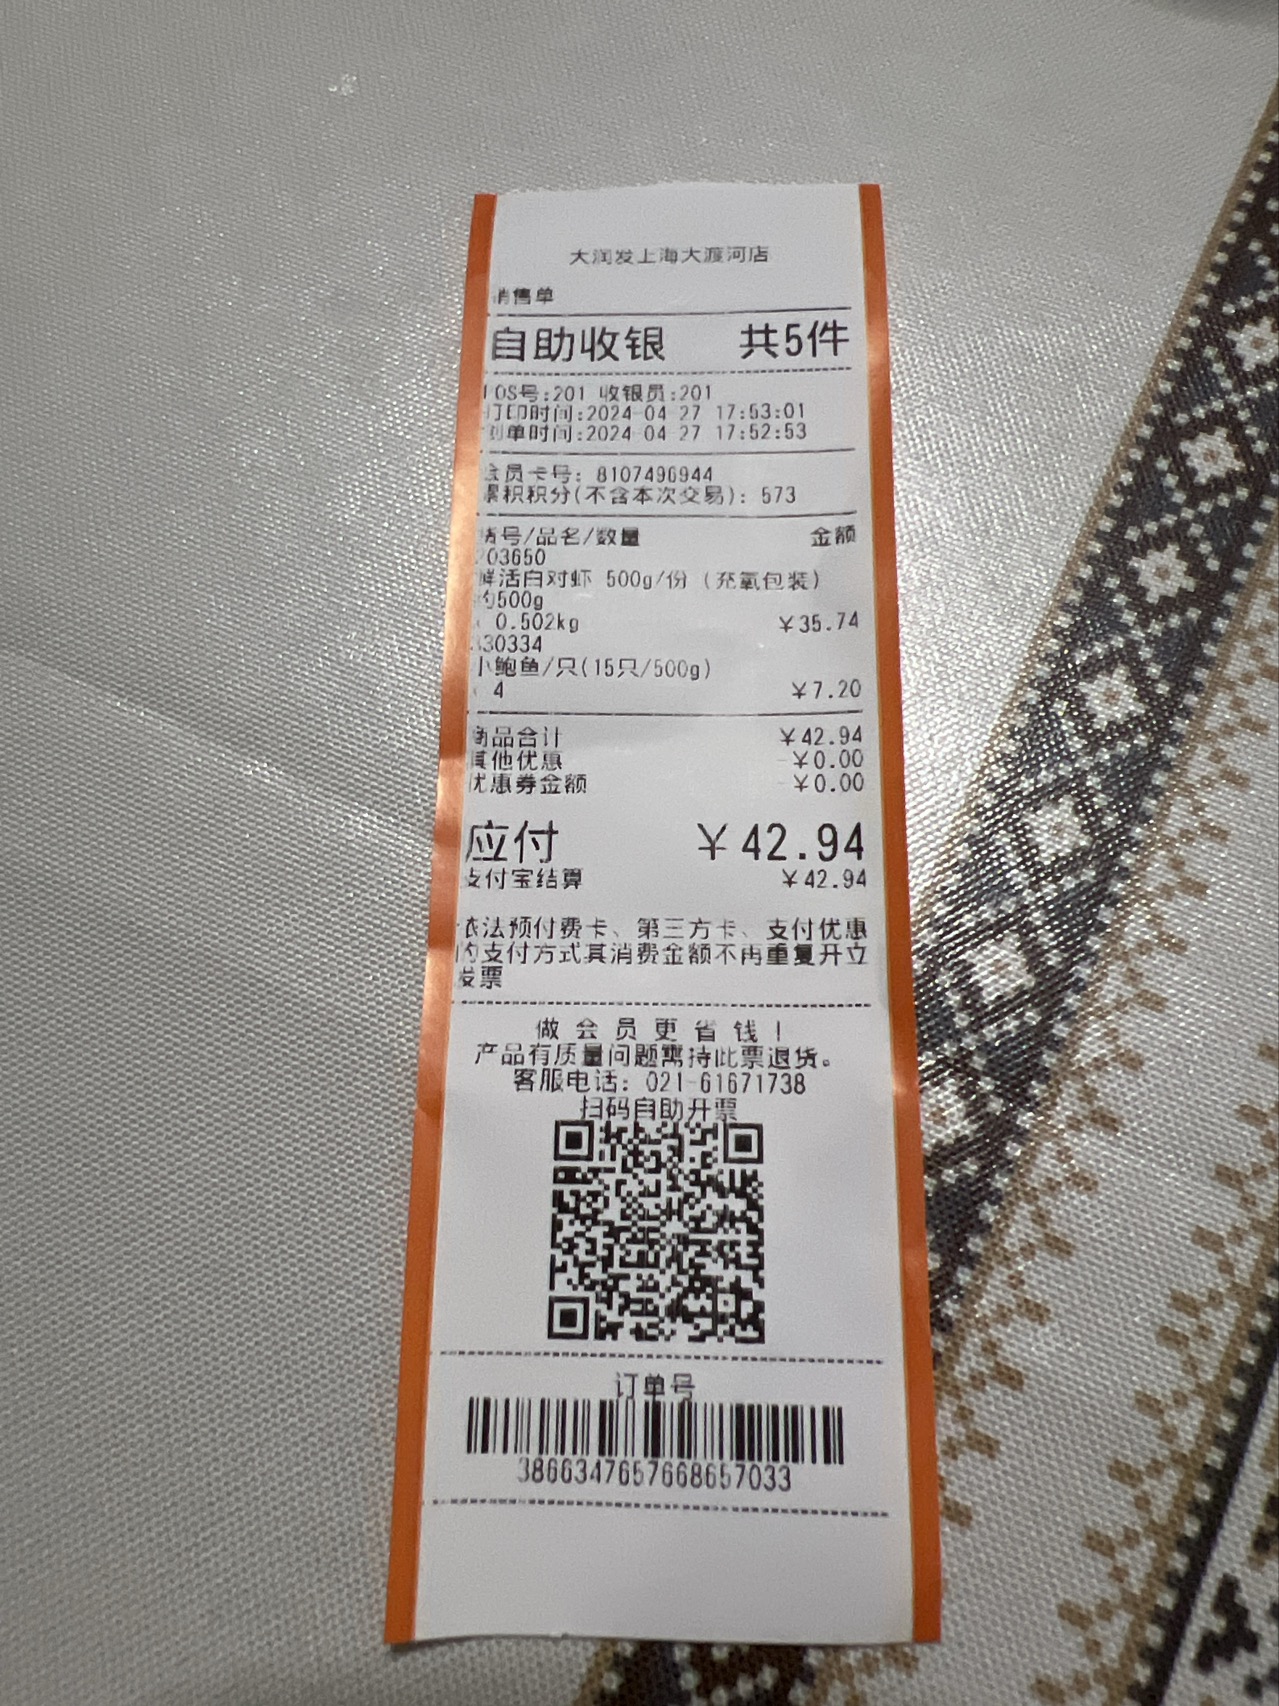 大润发上海大渡河店
销售单
自助收银 共5件
OS号:201 收银员:201
打印时间:2024-04-27 17:53:01
创单时间:2024-04-27 17:52:53
会员卡号: 8107496944
累积积分(不含本次交易): 573
货号/品名/数量 金额
203650
鲜活白对虾 500g/份 (充氧包装)
约500g
0.502kg ¥35.74
30334
小鲍鱼/只(15只/500g)
4 ¥7.20
商品合计 ¥42.94
其他优惠 -¥0.00
优惠券金额 -¥0.00
应付 ¥42.94
支付宝结算 ¥42.94
依法预付费卡、第三方卡、支付优惠
的支付方式其消费金额不再重复开立
发票
做会员更省钱!
产品有质量问题需持此票退货。
客服电话: 021-61671738
扫码自助开票
订单号
3866347657668657033